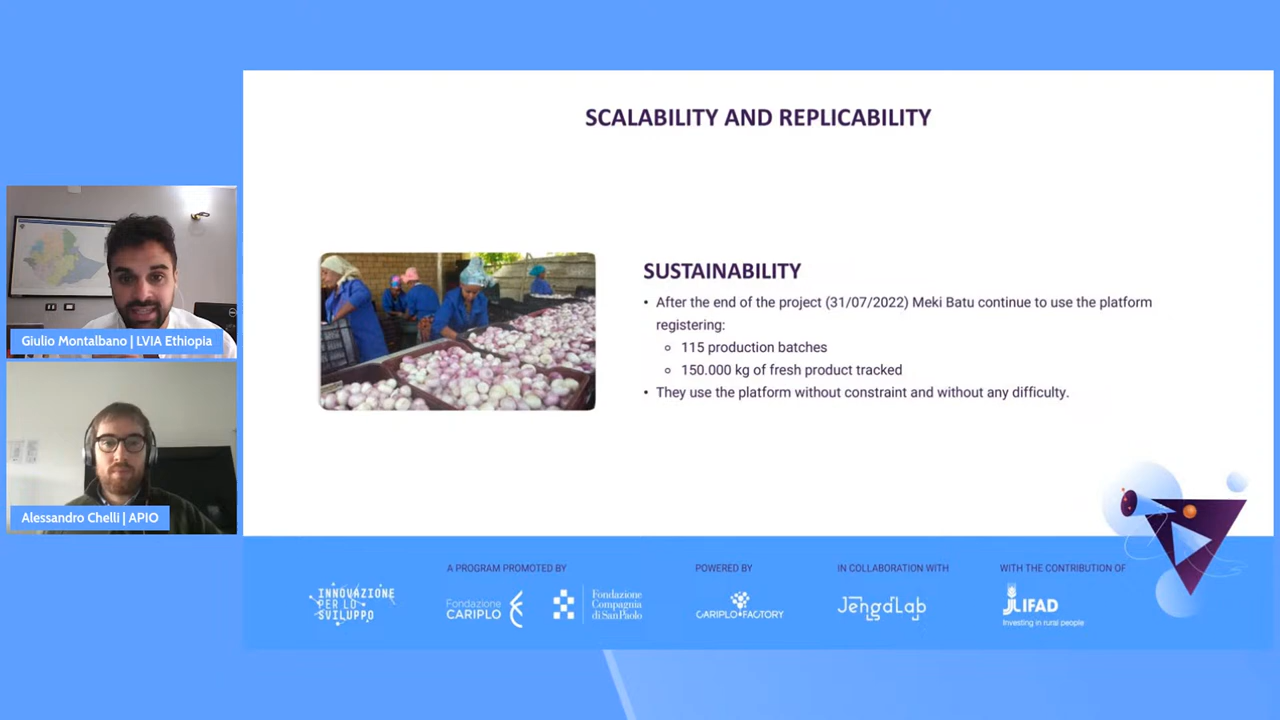 SCALABILITY AND REPLICABILITY
SUSTAINABILITY
• After the end of the project (31/07/2022) Meki Batu continue to use the platform
registering:
○ 115 production batches
○ 150.000 kg of fresh product tracked
• They use the platform without constraint and without any difficulty.
Giulio Montalbano | LVIA Ethiopia
Alessandro Chelli | APIO
A PROGRAM PROMOTED BY
POWERED BY
IN COLLABORATION WITH
WITH THE CONTRIBUTION OF
INNOVAZIONE
PER LO
SVILUPPO
Fondazione
CARIPLO
Fondazione
Compagnia
di San Paolo
CARIPLO FACTORY
JengaLab
JLIFAD
Investing in rural people